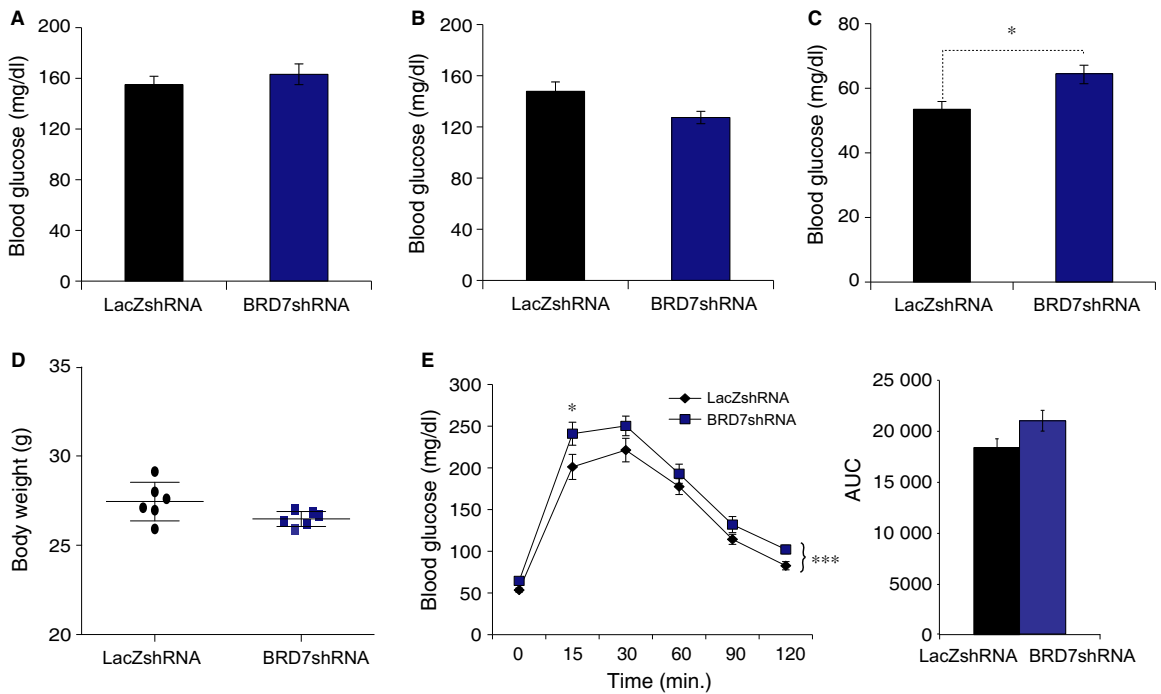 A
Blood glucose (mg/dl)
200
160
120
80
40
0
LacZshRNA
BRD7shRNA
B
Blood glucose (mg/dl)
200
160
120
80
40
0
LacZshRNA
BRD7shRNA
C
Blood glucose (mg/dl)
80
60
40
20
0
*
LacZshRNA
BRD7shRNA
D
Body weight (g)
35
30
25
20
LacZshRNA
BRD7shRNA
E
Blood glucose (mg/dl)
300
250
200
150
100
50
0
*
LacZshRNA
BRD7shRNA
***
0 15 30 60 90 120
Time (min.)
AUC
25 000
20 000
15 000
10 000
5000
0
LacZshRNA
BRD7shRNA